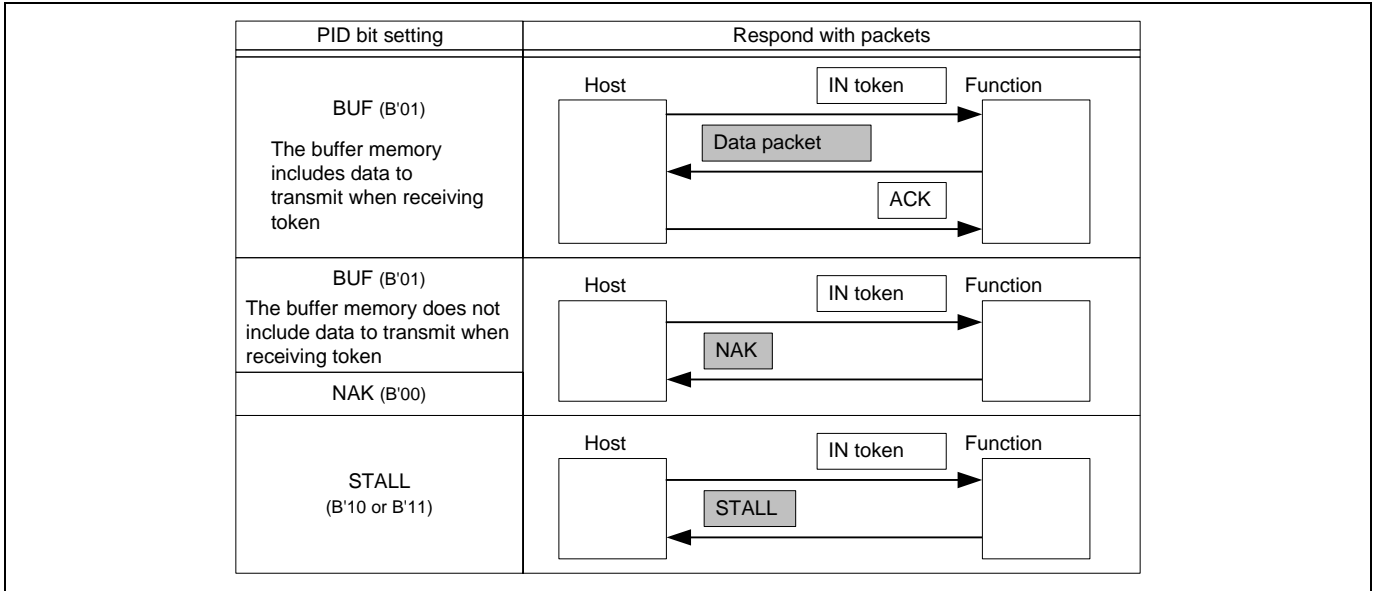 PID bit setting
Respond with packets
BUF (B'01)
The buffer memory
includes data to
transmit when receiving
token
Host
IN token
Function
Data packet
ACK
BUF (B'01)
The buffer memory does not
include data to transmit when
receiving token
NAK (B'00)
Host
IN token
Function
NAK
STALL
(B'10 or B'11)
Host
IN token
Function
STALL